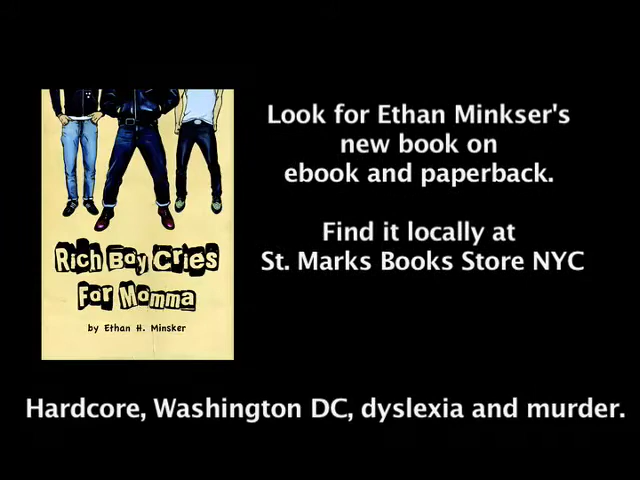 Look for Ethan Minkser's
new book on
ebook and paperback.
Find it locally at
St. Marks Books Store NYC
Rich Boy Cries
For Momma
by Ethan H. Minsker
Hardcore, Washington DC, dyslexia and murder.